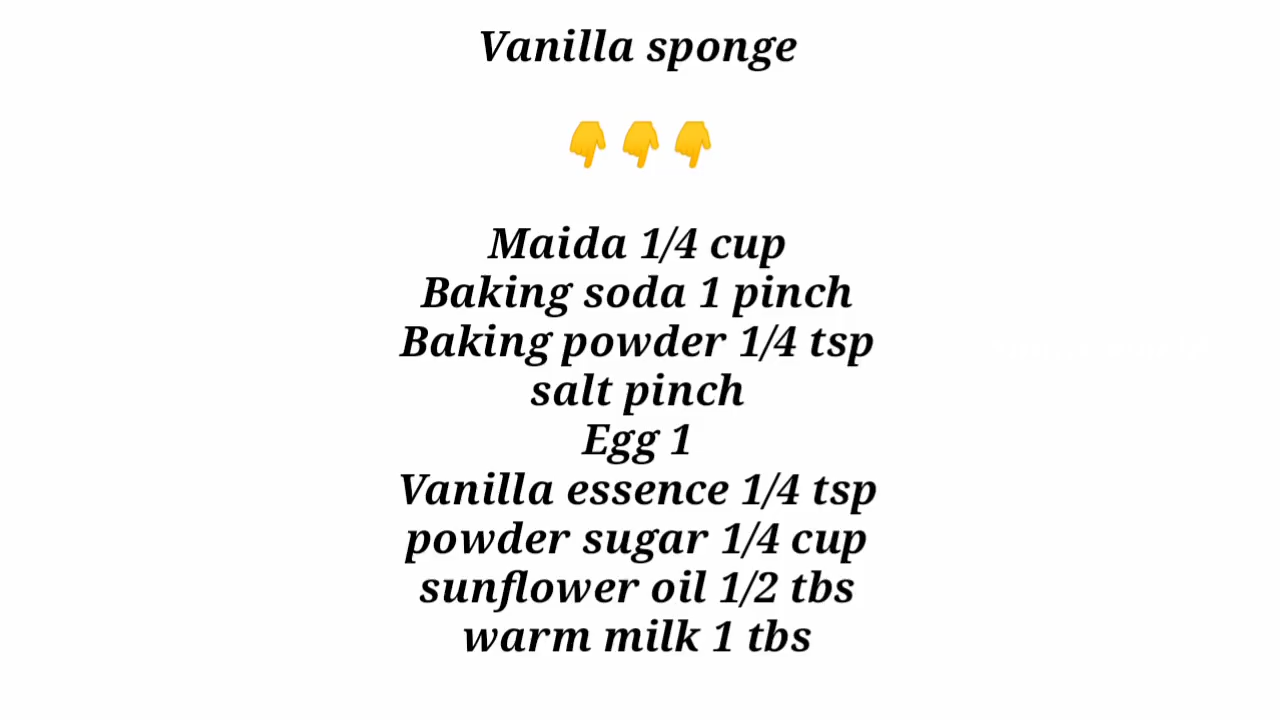 Vanilla sponge
👇👇👇
Maida 1/4 cup
Baking soda 1 pinch
Baking powder 1/4 tsp
salt pinch
Egg 1
Vanilla essence 1/4 tsp
powder sugar 1/4 cup
sunflower oil 1/2 tbs
warm milk 1 tbs